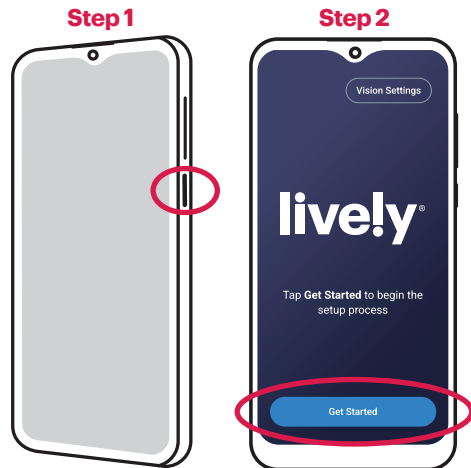 Step 1
Step 2
Vision Settings
lively®
Tap Get Started to begin the
setup process
Get Started